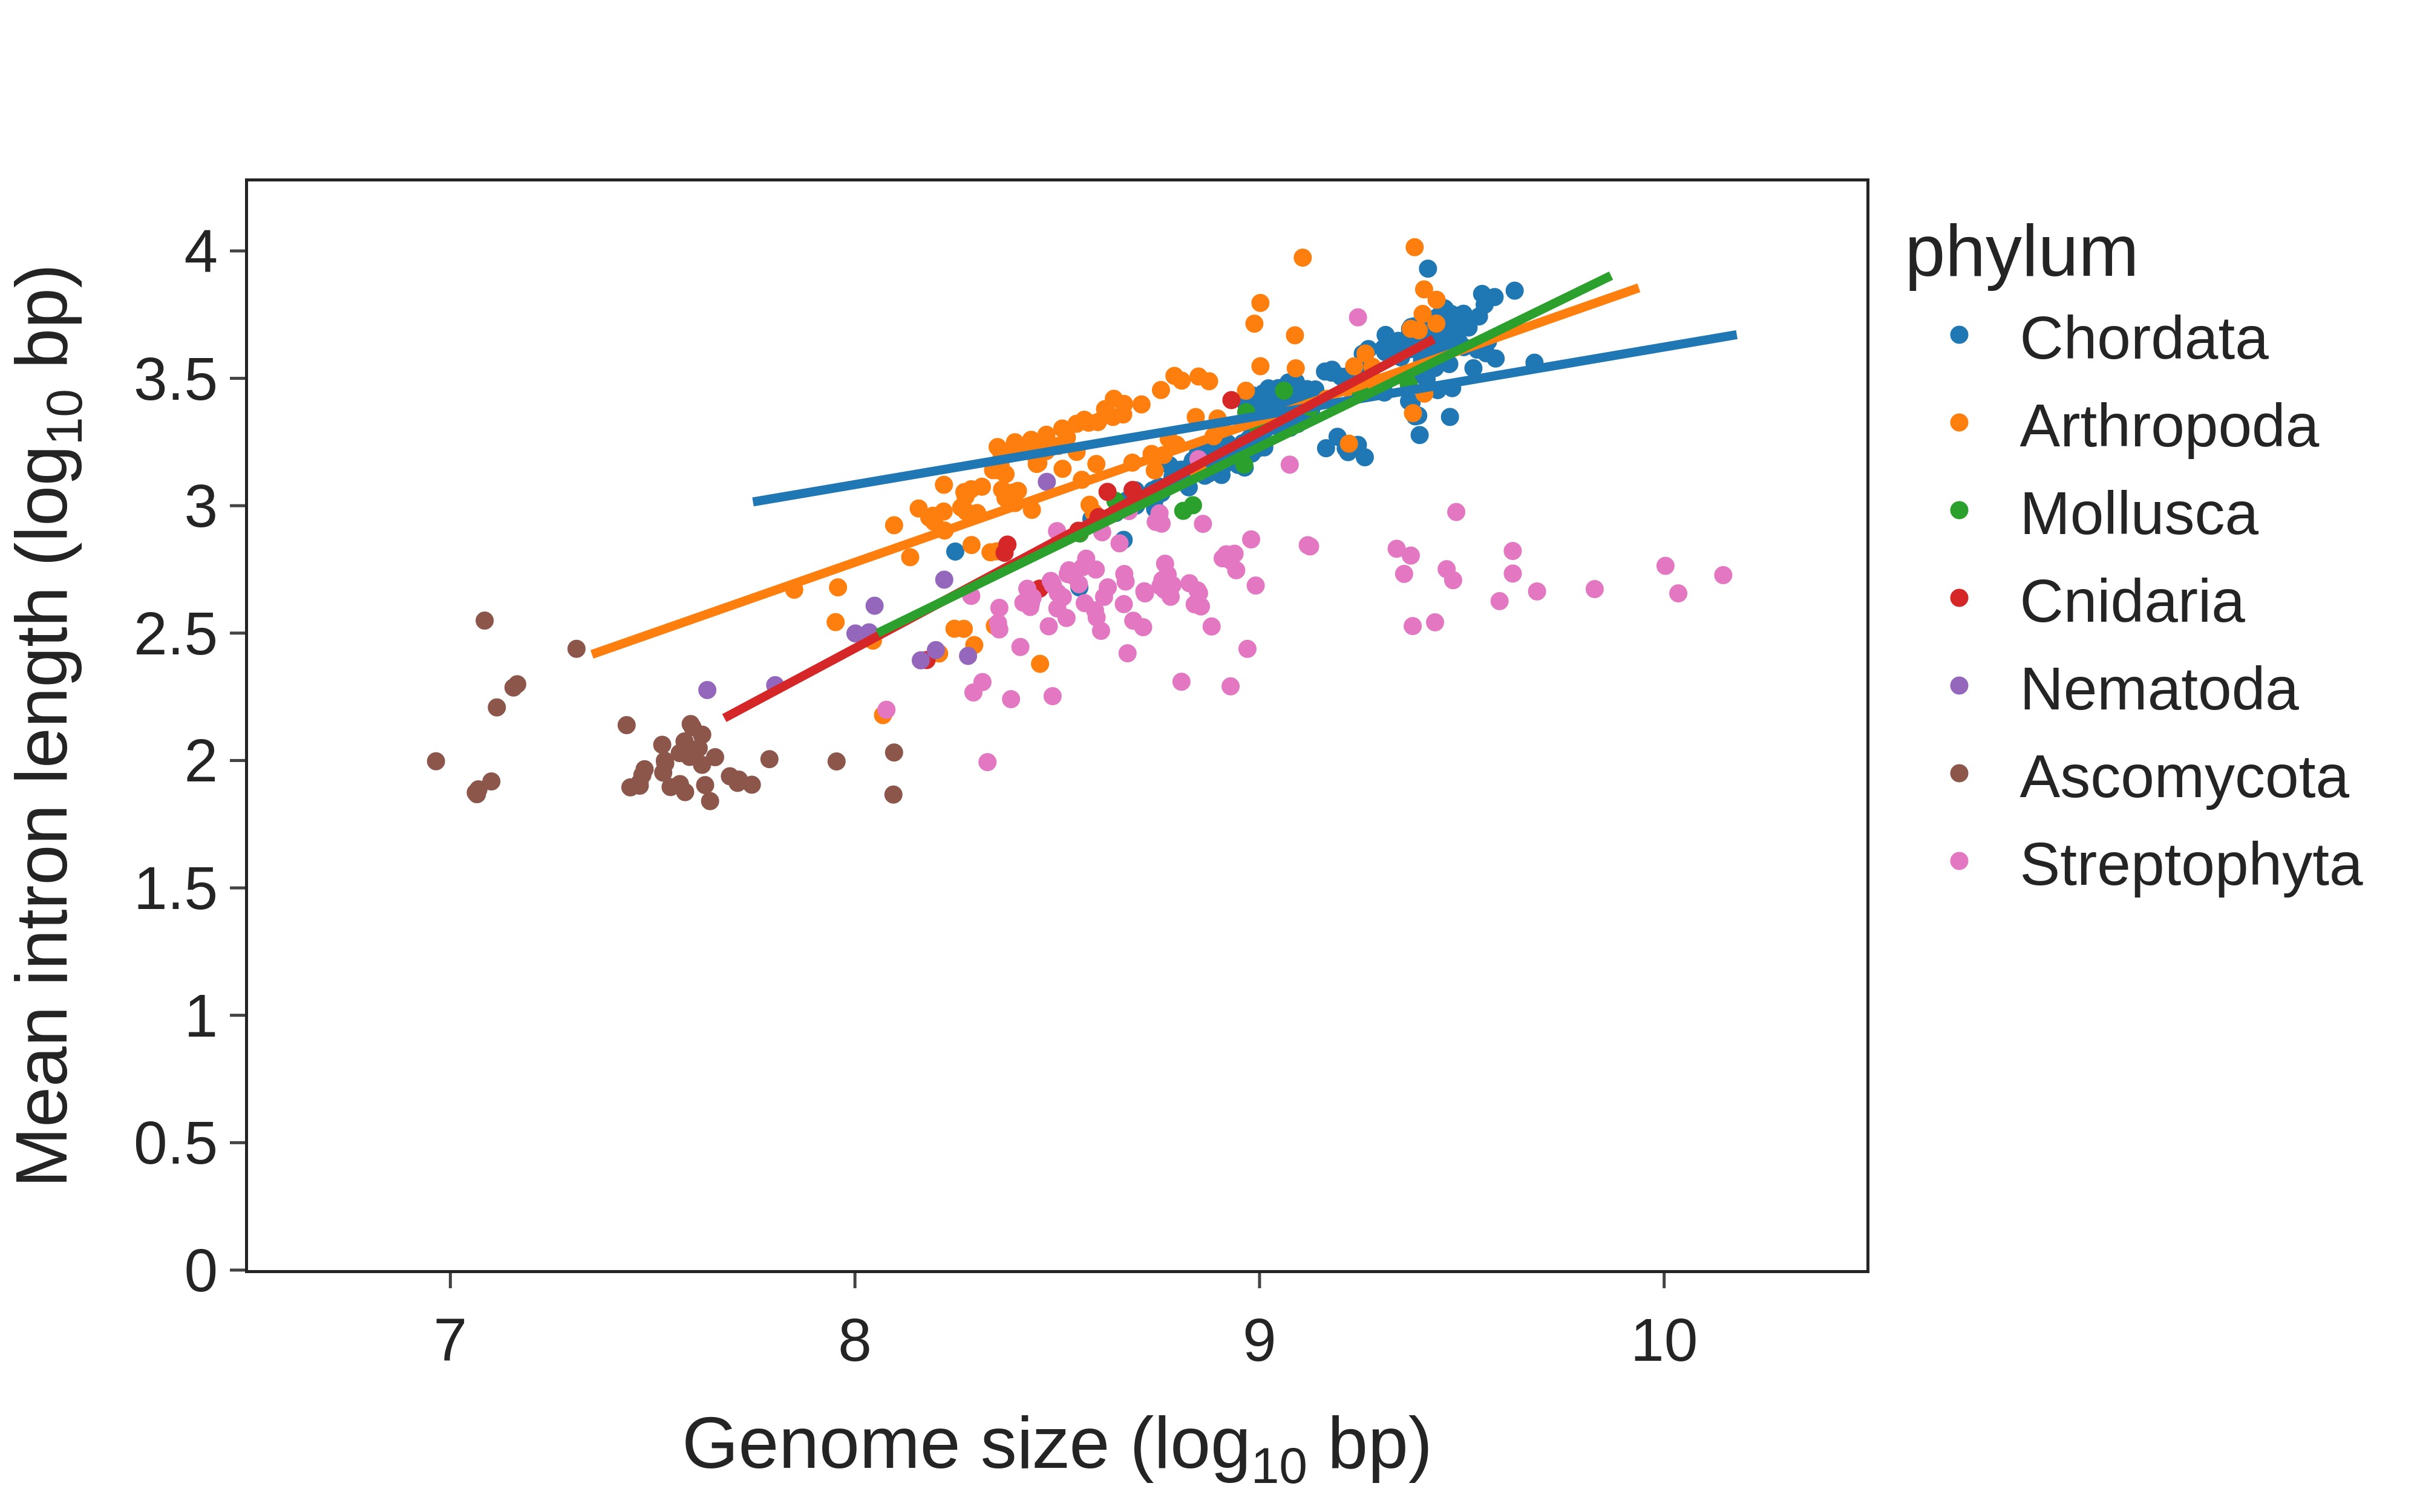 Mean intron length (log10 bp)
4
3.5
3
2.5
2
1.5
1
0.5
0
7 8 9 10
Genome size (log10 bp)
phylum
Chordata
Arthropoda
Mollusca
Cnidaria
Nematoda
Ascomycota
Streptophyta